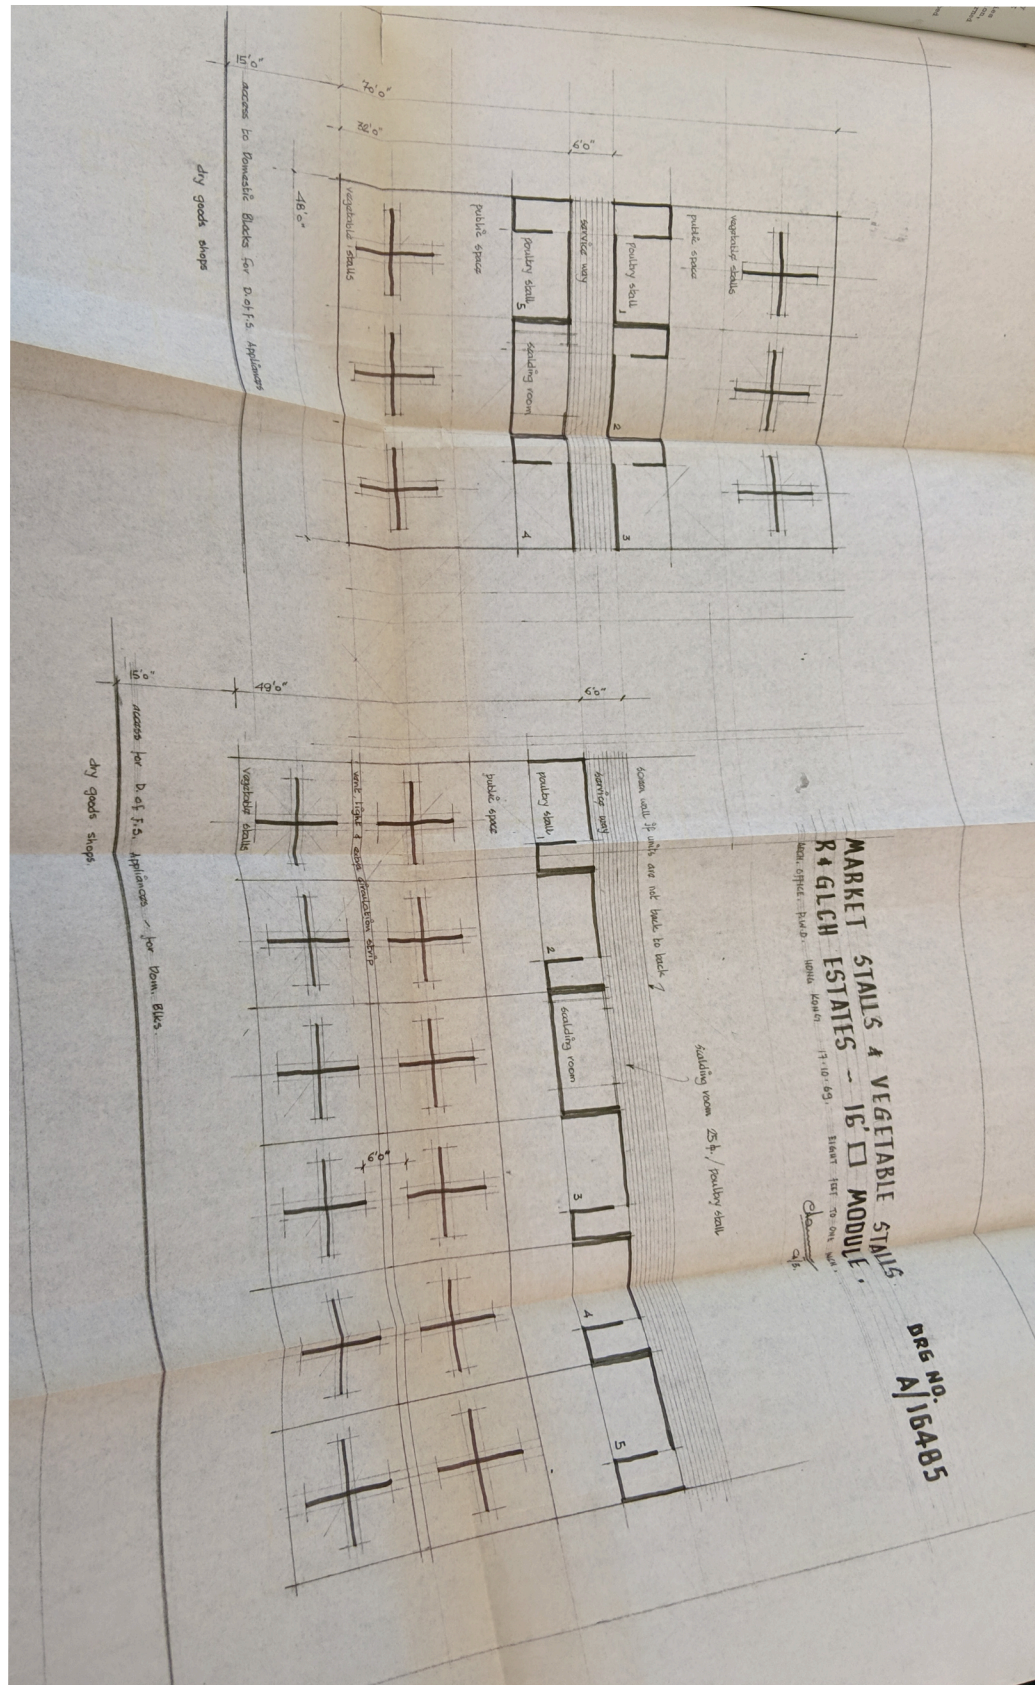 MARKET STALLS & VEGETABLE STALLS.
R & GLCH ESTATES - 16' □ MODULE.
ARCH. OFFICE. P.W.D. HONG KONG 17.10.69. EIGHT FEET TO ONE INCH.
a/s.
DRG NO.
A/16485
15'0"
access to Domestic Blocks for D. of F.S. Appliances
dry goods shops
70'0"
6'0"
48'0"
vegetable stalls
public space
poultry stall
5
scalding room
4
service way
poultry stall
1
2
3
public space
vegetable stalls
15'0"
access for D. of F.S. Appliances / for Dom. Blks.
dry goods shops.
49'0"
6'0"
vegetable stalls
vent light & extra circulation strip
6'0"
public space
poultry stall
1
service way
2
scalding room
3
4
5
screen wall if units are not back to back
scalding room 25¢./poultry stall